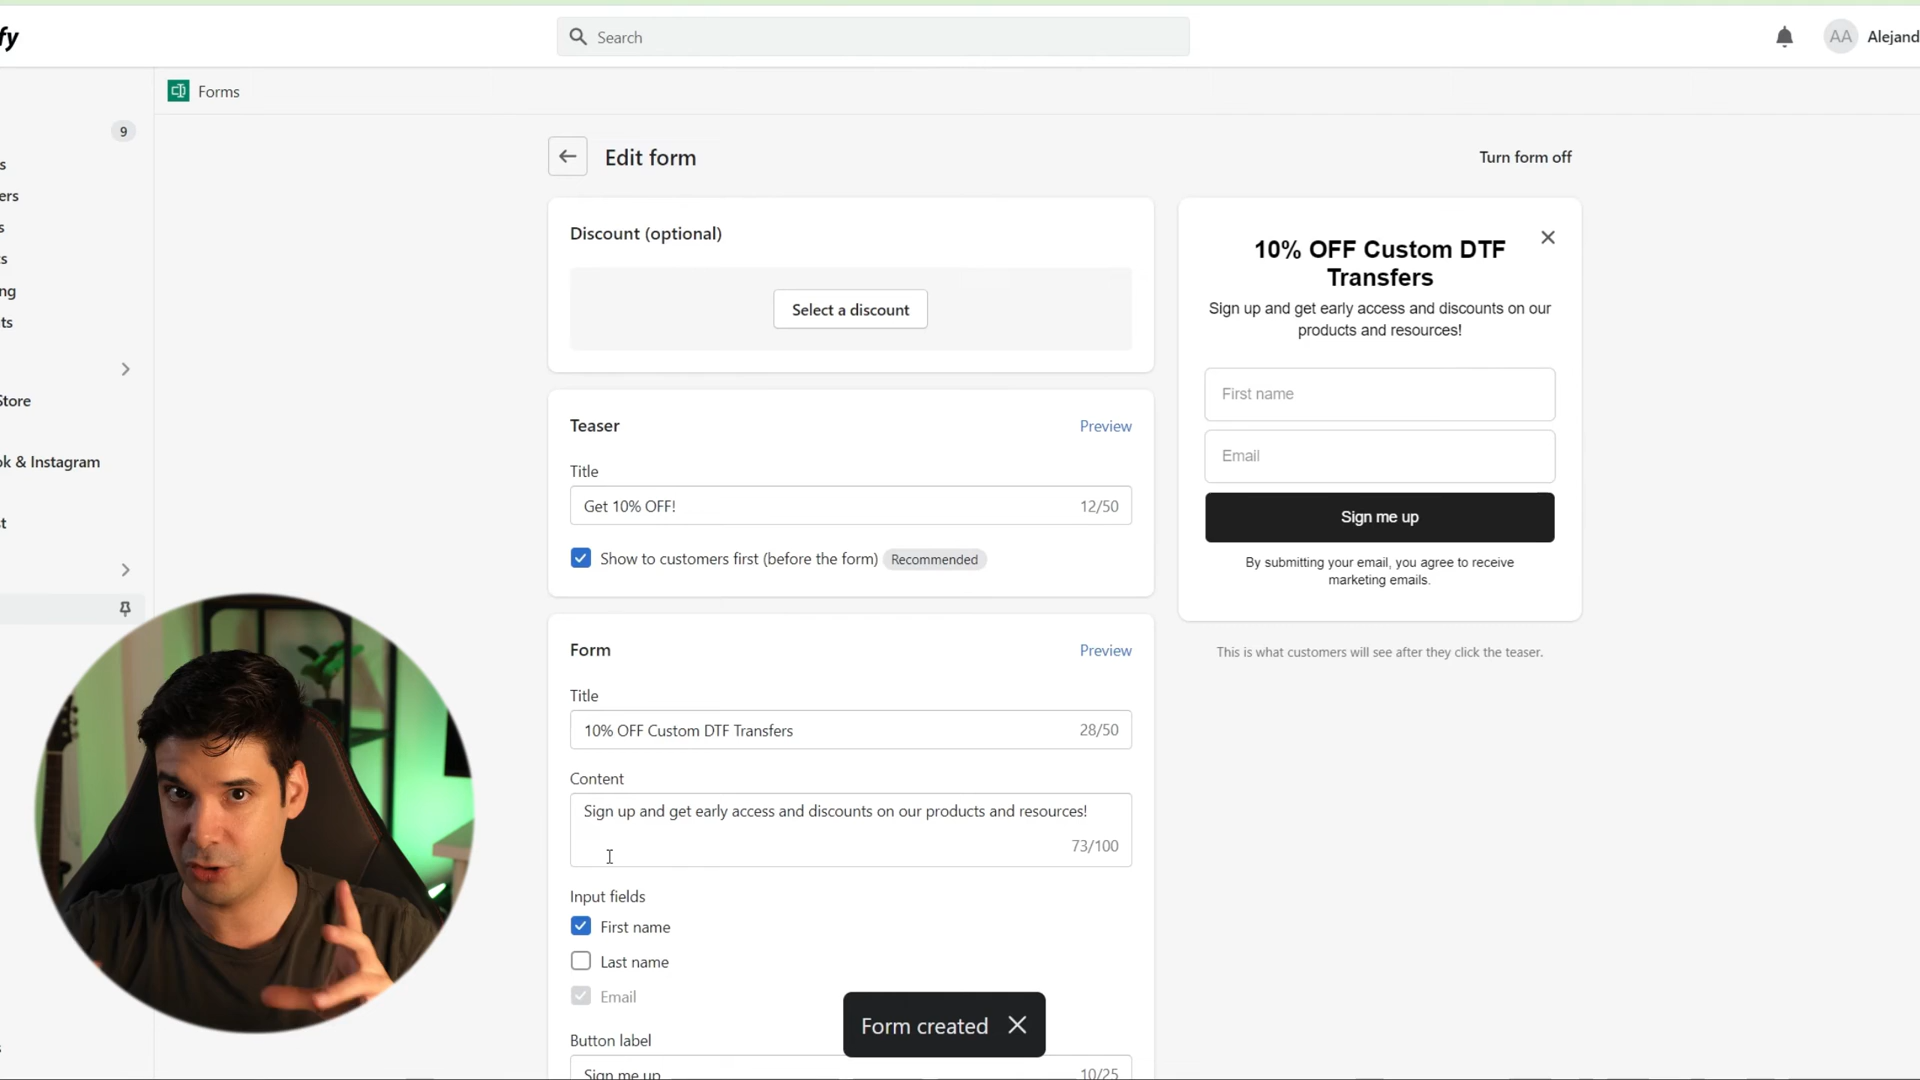 fy
Search
AA
Alejand
Forms
9
s
ers
s
s
ng
ts
Store
ok & Instagram
t
Edit form
Turn form off
Discount (optional)
Select a discount
Teaser
Preview
Title
Get 10% OFF!
12/50
Show to customers first (before the form)
Recommended
Form
Preview
Title
10% OFF Custom DTF Transfers
28/50
Content
Sign up and get early access and discounts on our products and resources!
73/100
Input fields
First name
Last name
Email
Button label
Sign me up
10/25
Form created
10% OFF Custom DTF
Transfers
Sign up and get early access and discounts on our
products and resources!
First name
Email
Sign me up
By submitting your email, you agree to receive
marketing emails.
This is what customers will see after they click the teaser.
s